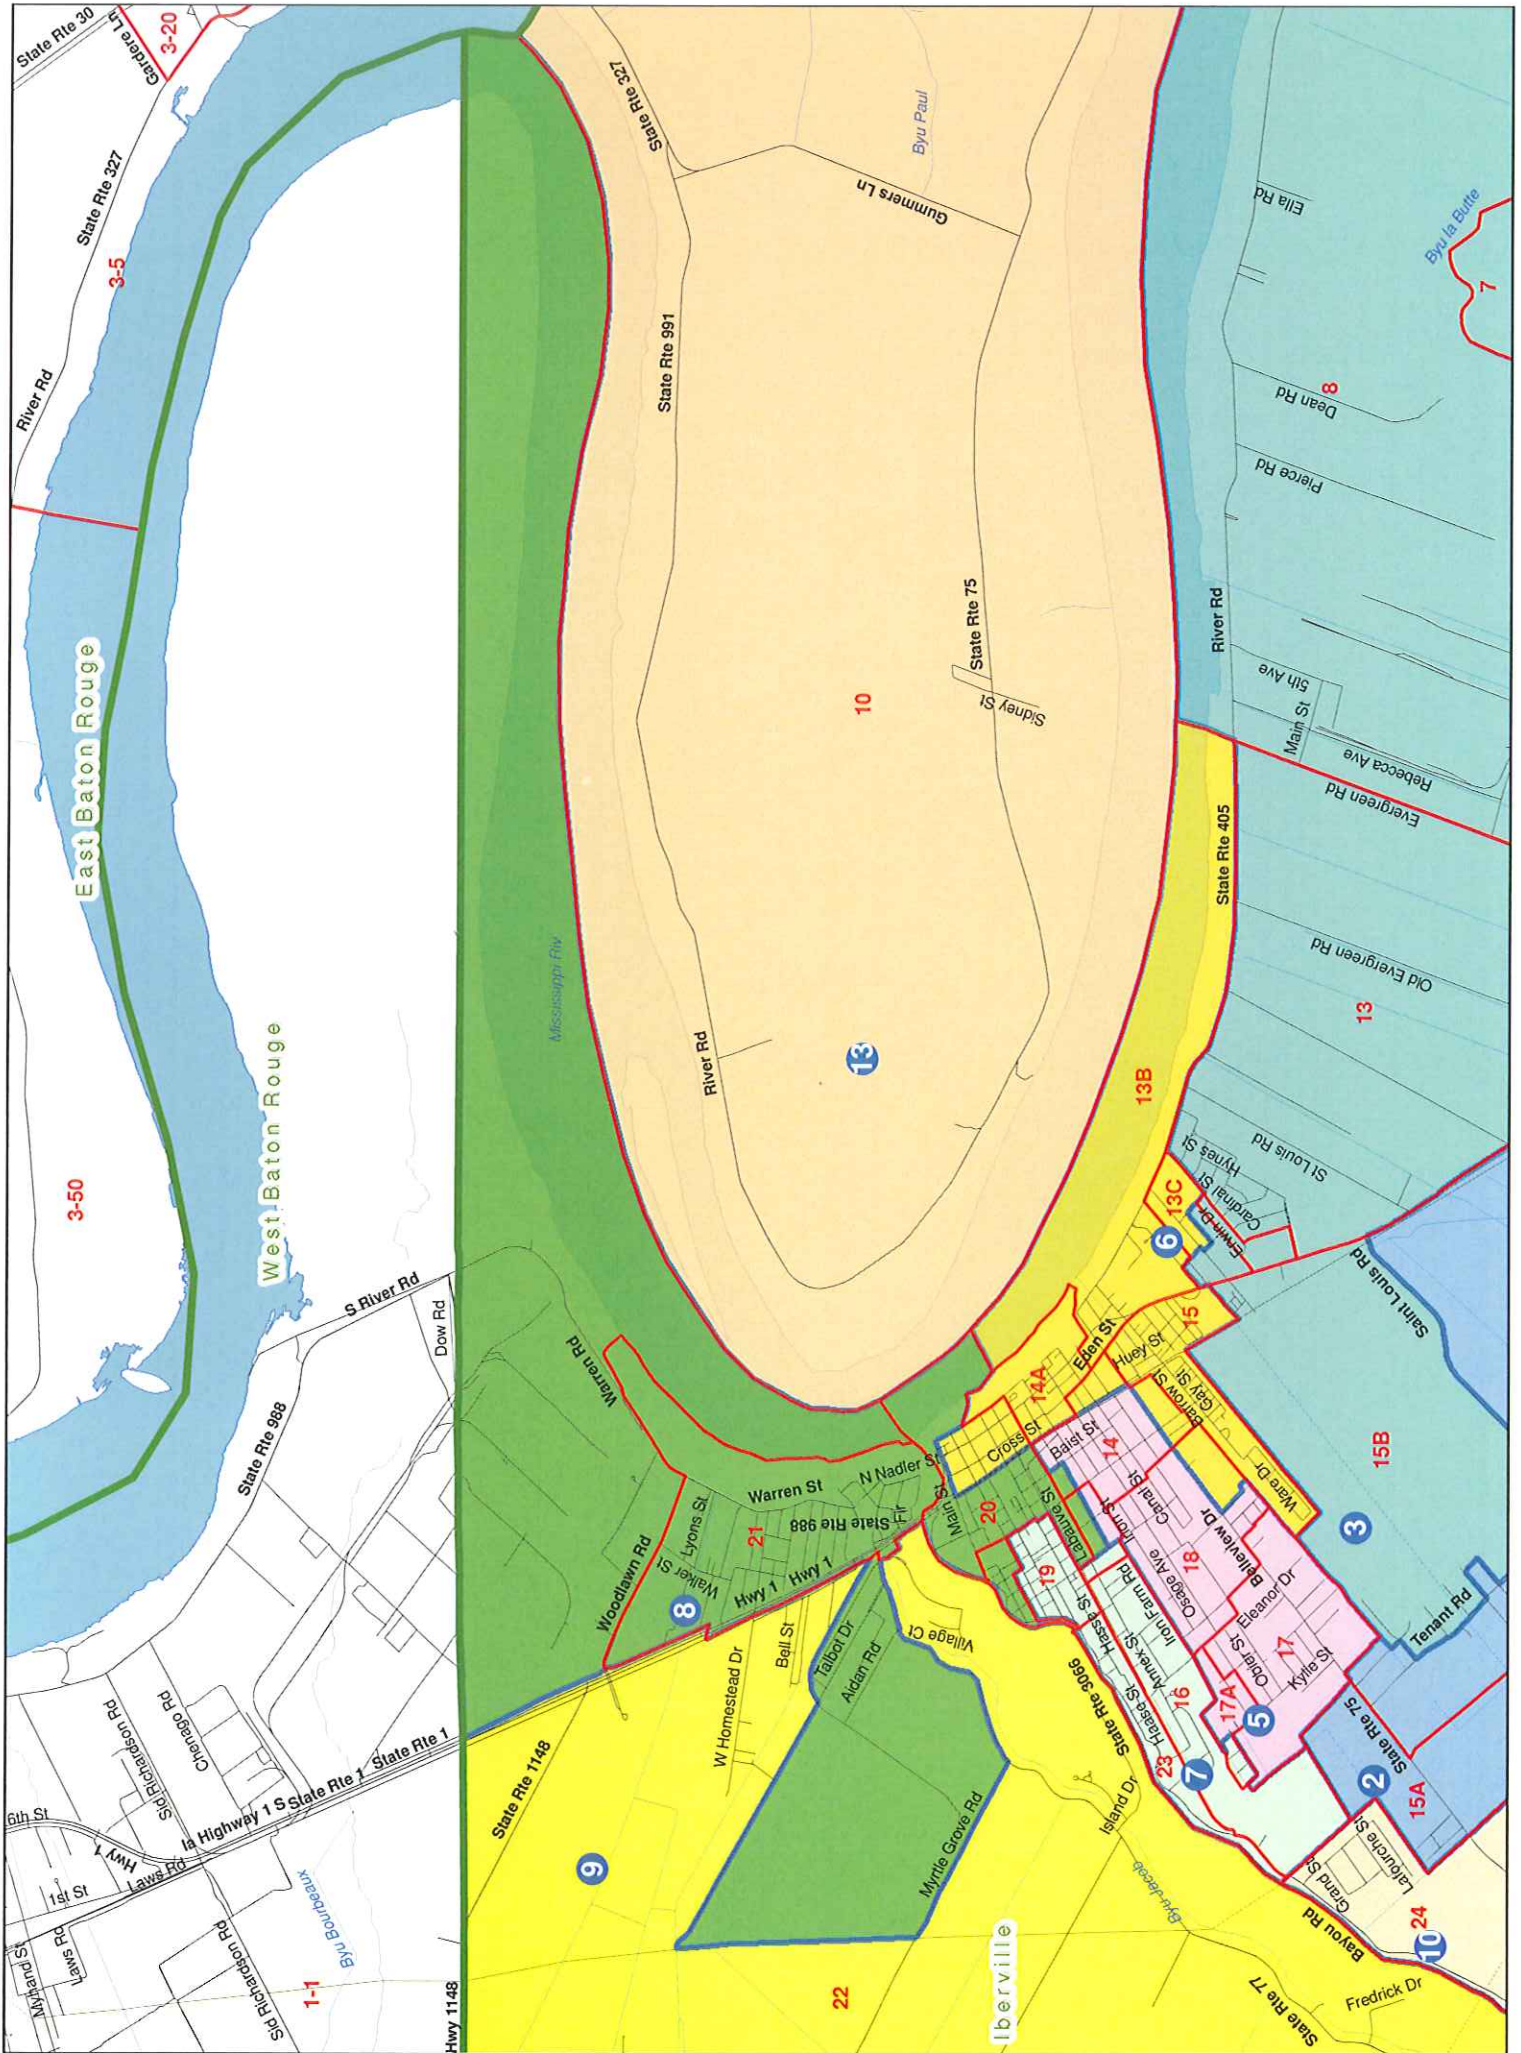 State Rte 30
Gardere Ln
3-20
State Rte 327
3-5
River Rd
East Baton Rouge
West Baton Rouge
3-50
S River Rd
Dow Rd
State Rte 988
Sid Richardson Rd
Chenago Rd
State Rte 1
State Rte 1
la Highway 1 S
6th St
Hwy 1
1st St
Laws Rd
Laws Rd
Myhand St
Sid Richardson Rd
Byu Bourbeaux
1-1
Hwy 1148
State Rte 327
Byu Paul
Gummers Ln
State Rte 991
State Rte 75
Sidney St
10
Mississippi Riv
River Rd
13
Ella Rd
Byu la Butte
7
8
Dean Rd
Pierce Rd
River Rd
5th Ave
Main St
Rebecca Ave
Evergreen Rd
State Rte 405
Old Evergreen Rd
13
13B
St Louis Rd
Hynes St
Cardinal St
13C
Erwin Dr
6
Saint Louis Rd
15
Huey St
Eden St
14A
Gay St
Barrow St
Cross St
Baist St
14
15B
Ware Dr
3
Warren Rd
Warren St
N Nadler St
Main St
Fir
State Rte 988
21
Lyons St
Walker St
Woodlawn Rd
8
Hwy 1
Hwy 1
20
Labauve St
19
Iron St
Canal St
18
Osage Ave
Belleview Dr
Iron Farm Rd
Hasse St
Annex St
Haase St
16
Eleanor Dr
Ober St
17
Kytle St
17A
5
Tenant Rd
State Rte 75
2
15A
23
7
State Rte 3066
Village Ct
Talbot Dr
Aidan Rd
Bell St
W Homestead Dr
State Rte 1148
9
Myrtle Grove Rd
Island Dr
Byu Jacob
Grand St
Lafourche St
24
10
Bayou Rd
Fredrick Dr
State Rte 77
Iberville
22